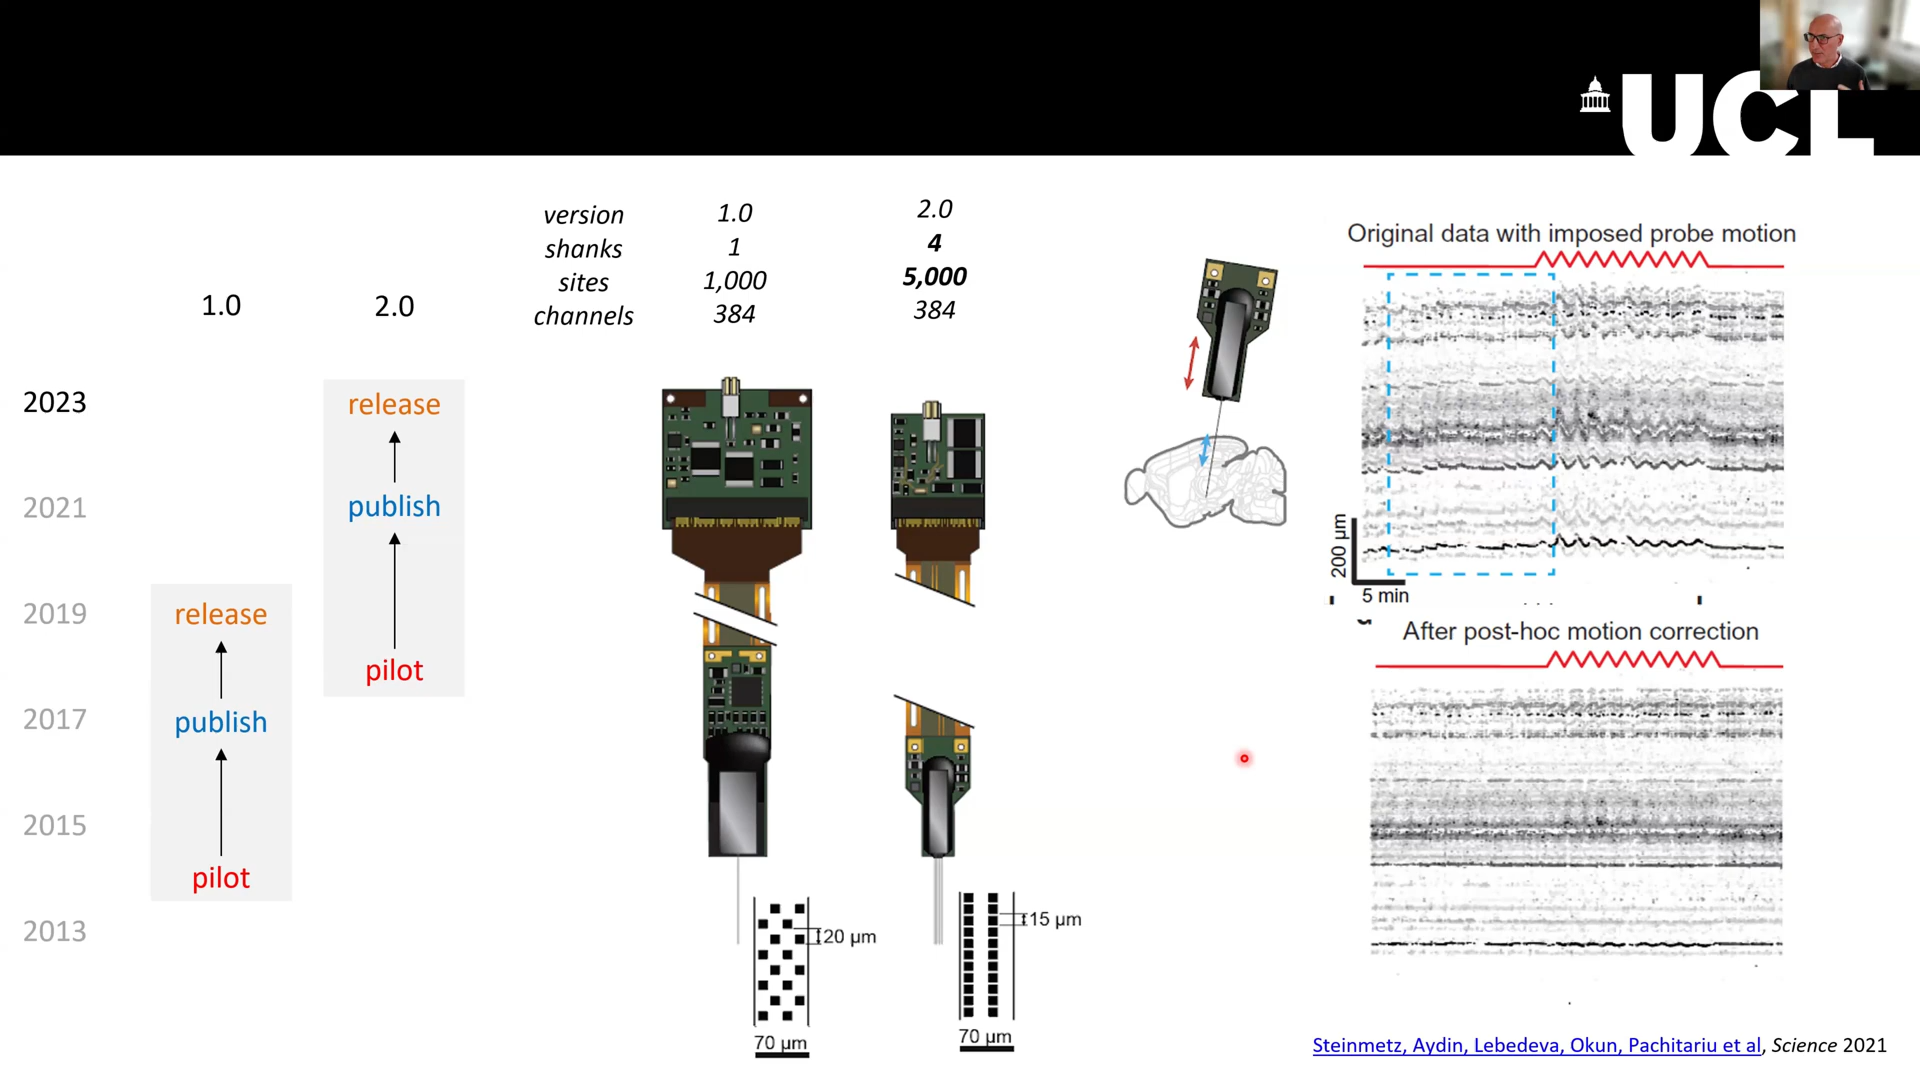 UCL
version 1.0 2.0
shanks 1 4
sites 1,000 5,000
channels 384 384
1.0 2.0
2023
2021
2019
2017
2015
2013
release
publish
pilot
release
publish
pilot
20 µm
70 µm
15 µm
70 µm
Original data with imposed probe motion
200 µm
5 min
After post-hoc motion correction
Steinmetz, Aydin, Lebedeva, Okun, Pachitariu et al, Science 2021